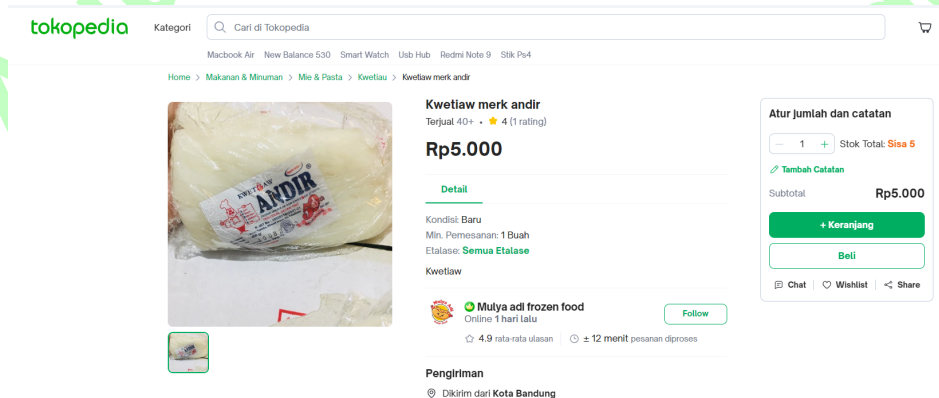 tokopedia
Kategori
Cari di Tokopedia
Macbook Air New Balance 530 Smart Watch Usb Hub Redmi Note 9 Stik Ps4
Home > Makanan & Minuman > Mie & Pasta > Kwetiau > Kwetiaw merk andir
KWETIAW
ANDIR
Kwetiaw merk andir
Terjual 40+ • 4 (1 rating)
Rp5.000
Detail
Kondisi: Baru
Min. Pemesanan: 1 Buah
Etalase: Semua Etalase
Kwetiaw
Mulya adi
Mulya adi frozen food
Online 1 hari lalu
Follow
4.9 rata-rata ulasan
± 12 menit pesanan diproses
Pengiriman
Dikirim dari Kota Bandung
Atur jumlah dan catatan
1 + Stok Total: Sisa 5
Tambah Catatan
Subtotal Rp5.000
+ Keranjang
Beli
Chat Wishlist Share